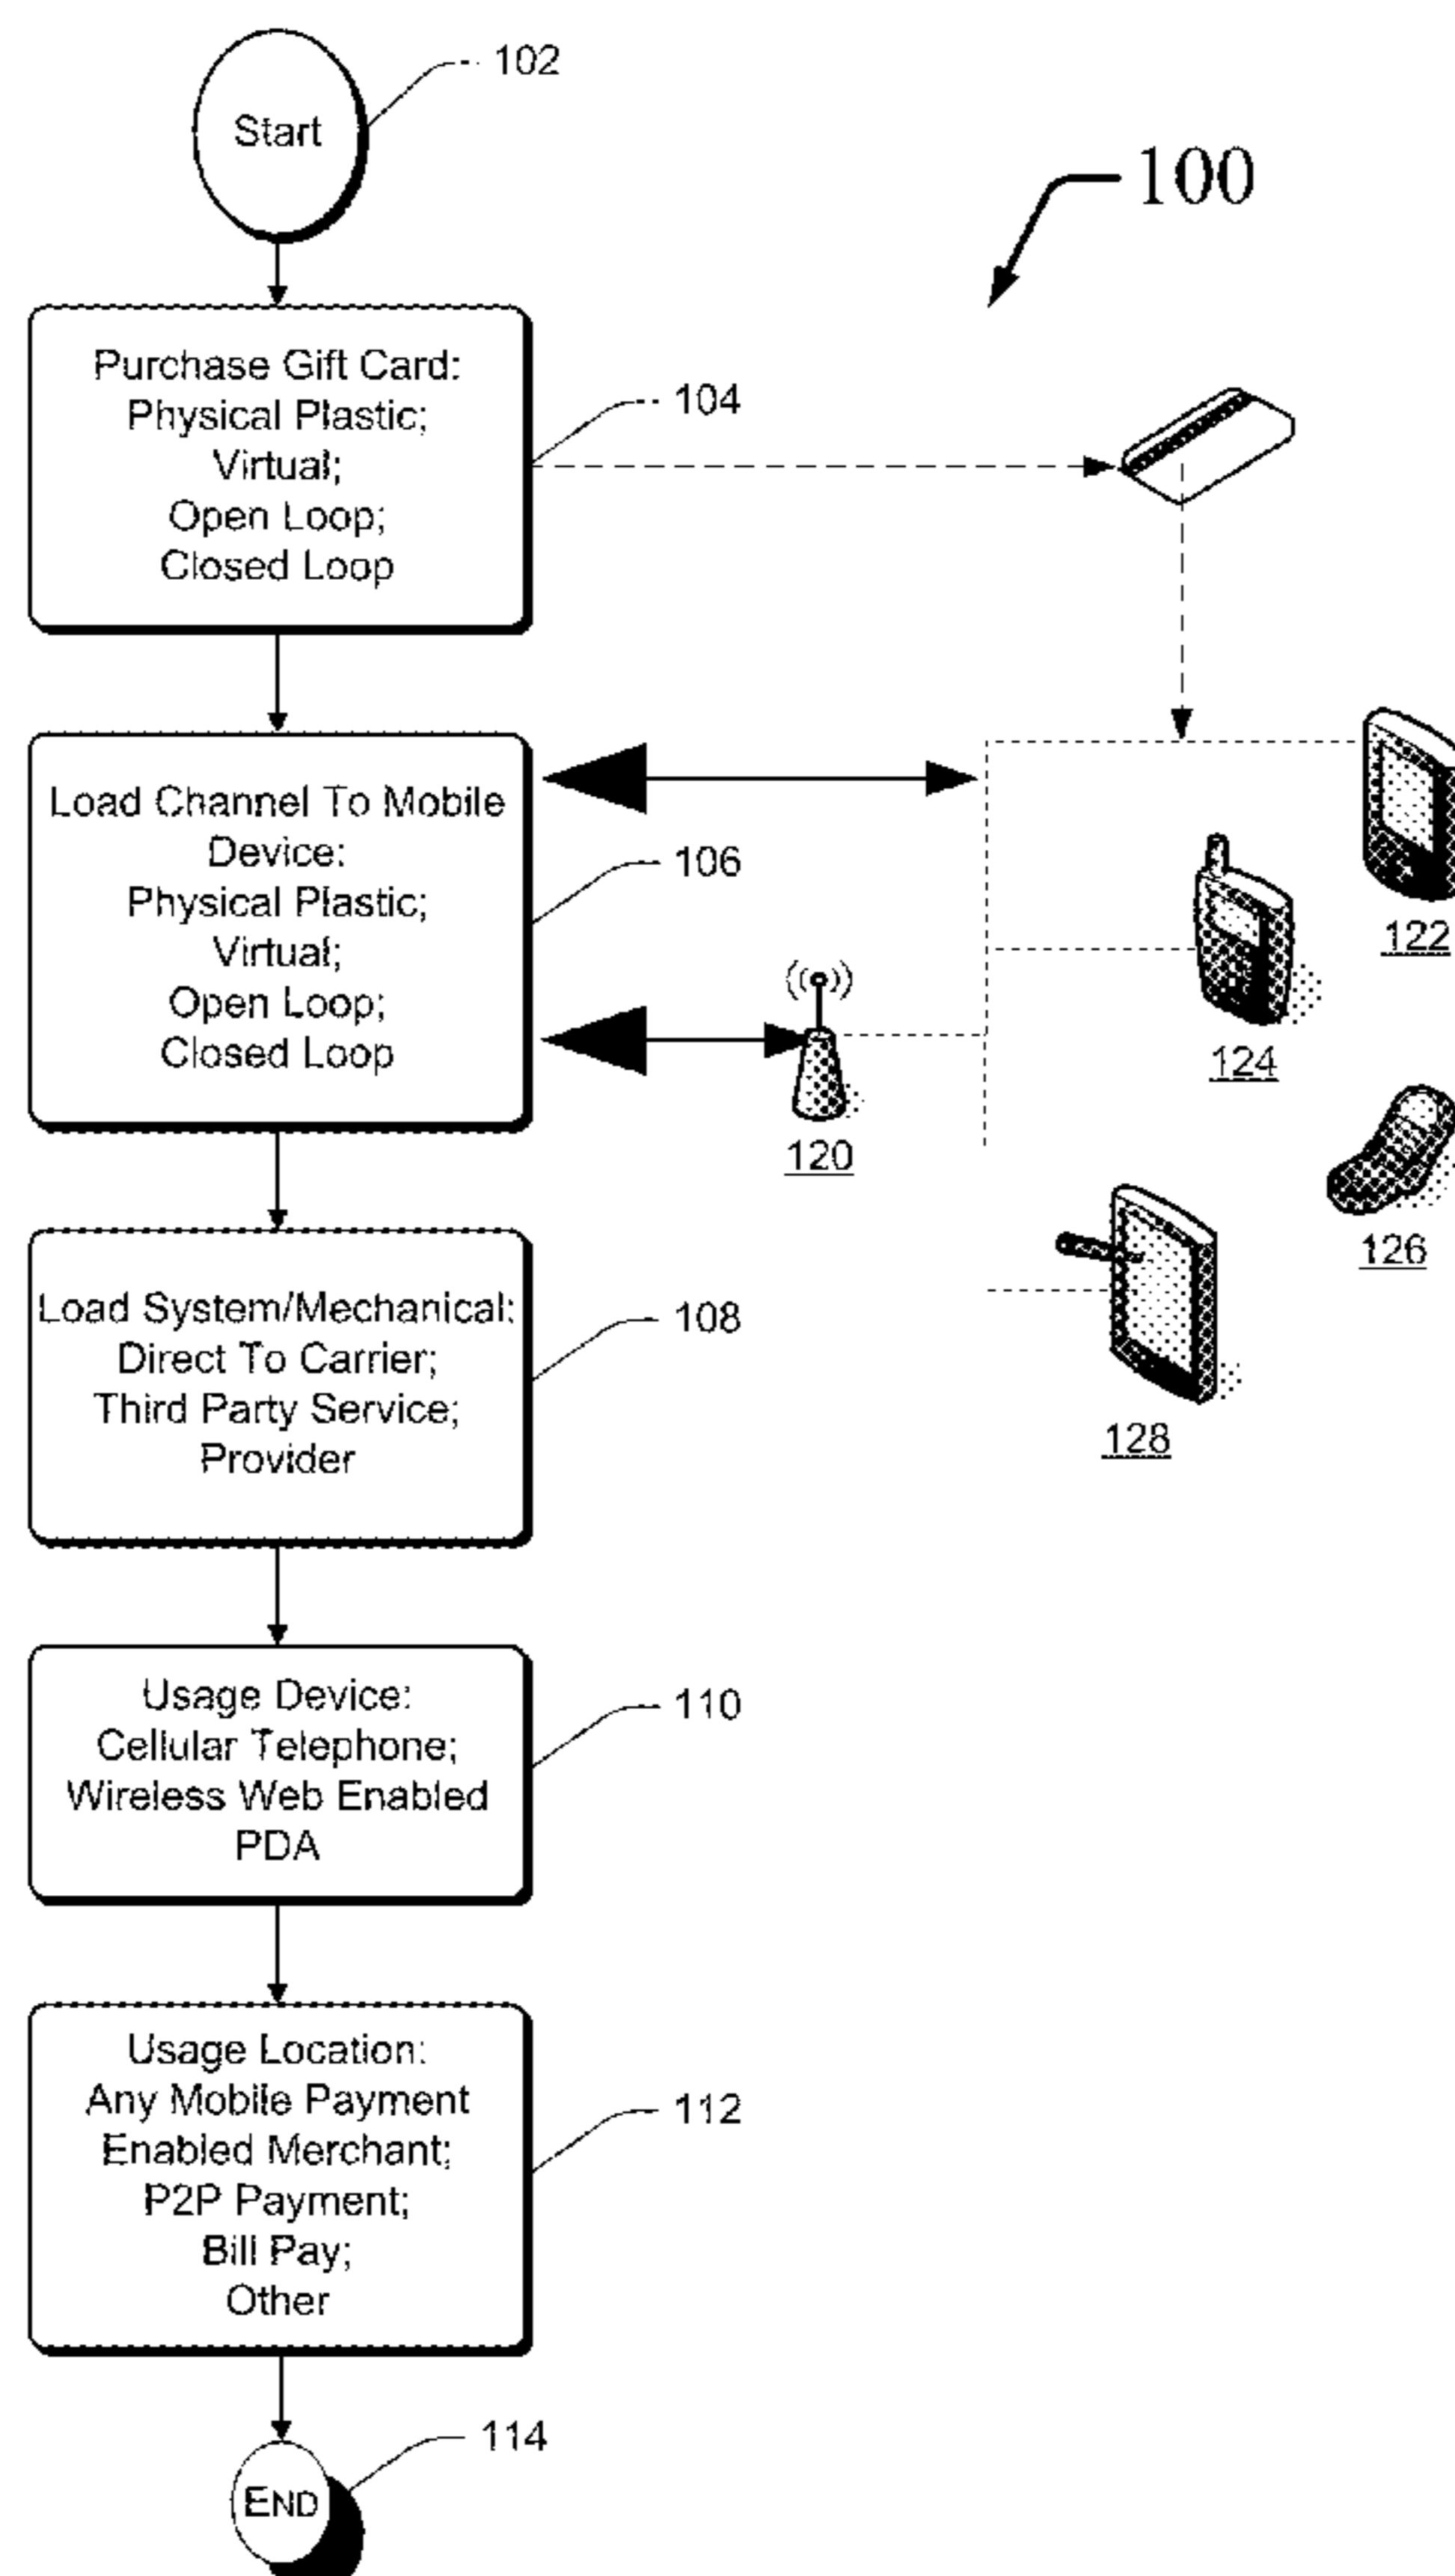 Start
102
100
Purchase Gift Card:
Physical Plastic;
Virtual;
Open Loop;
Closed Loop
104
Load Channel To Mobile
Device:
Physical Plastic;
Virtual;
Open Loop;
Closed Loop
106
120
122
124
126
128
Load System/Mechanical:
Direct To Carrier;
Third Party Service;
Provider
108
Usage Device:
Cellular Telephone;
Wireless Web Enabled
PDA
110
Usage Location:
Any Mobile Payment
Enabled Merchant;
P2P Payment;
Bill Pay;
Other
112
END
114